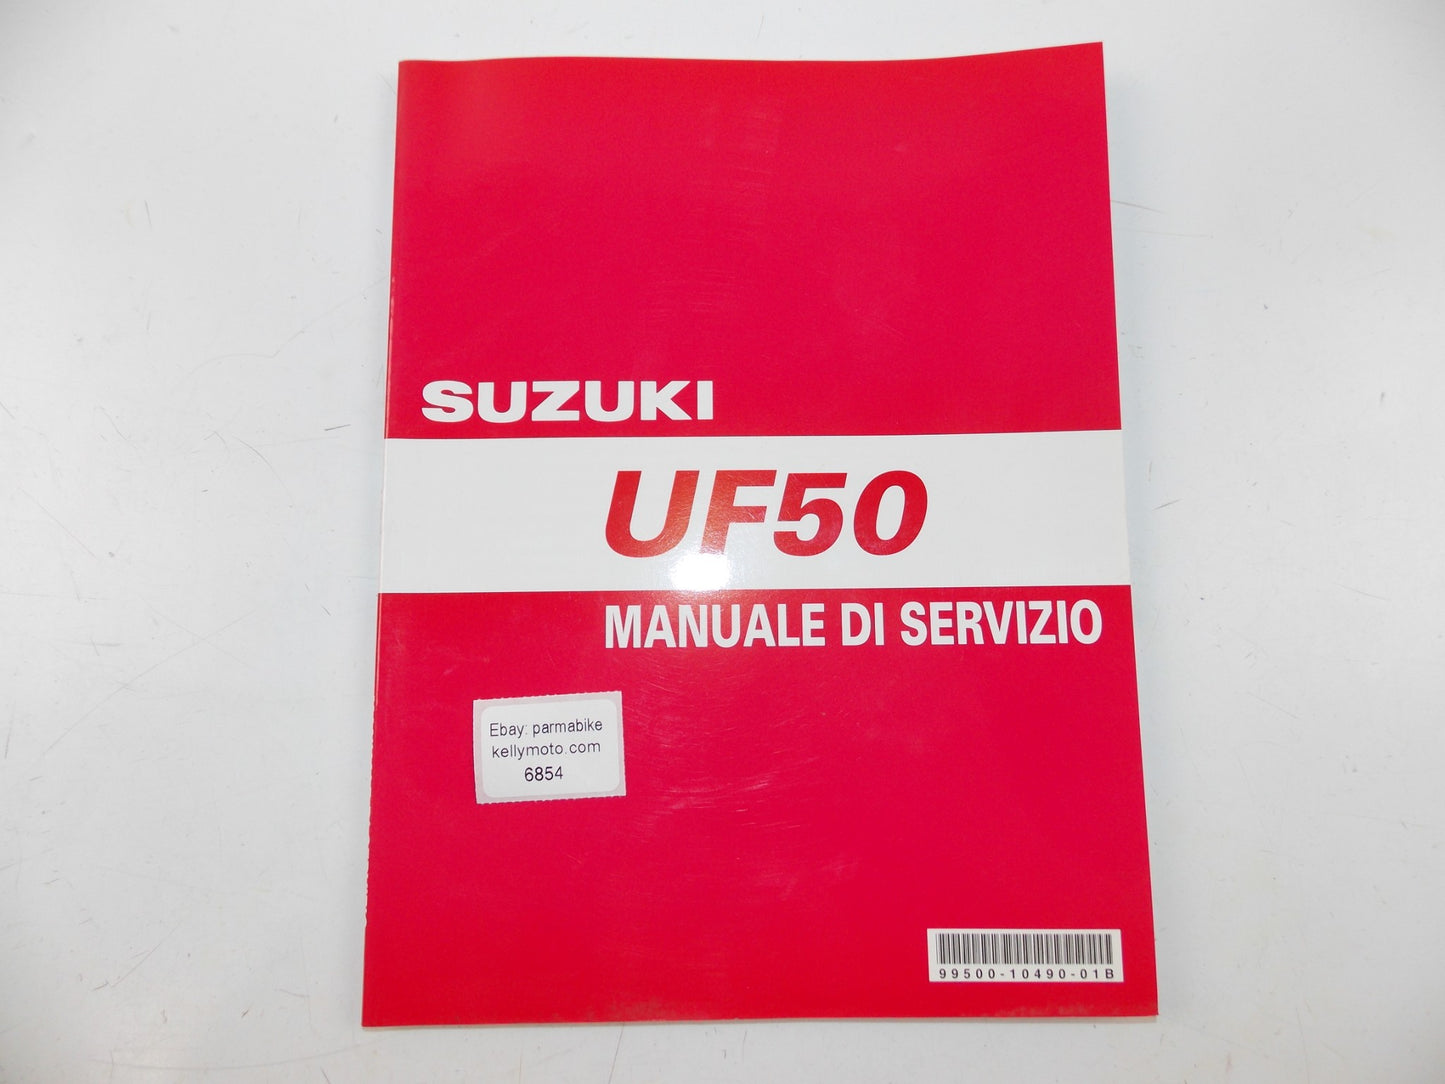 SUZUKI
UF50
MANUALE DI SERVIZIO
Ebay: parmabike
kellymoto.com
6854
99500-10490-01B